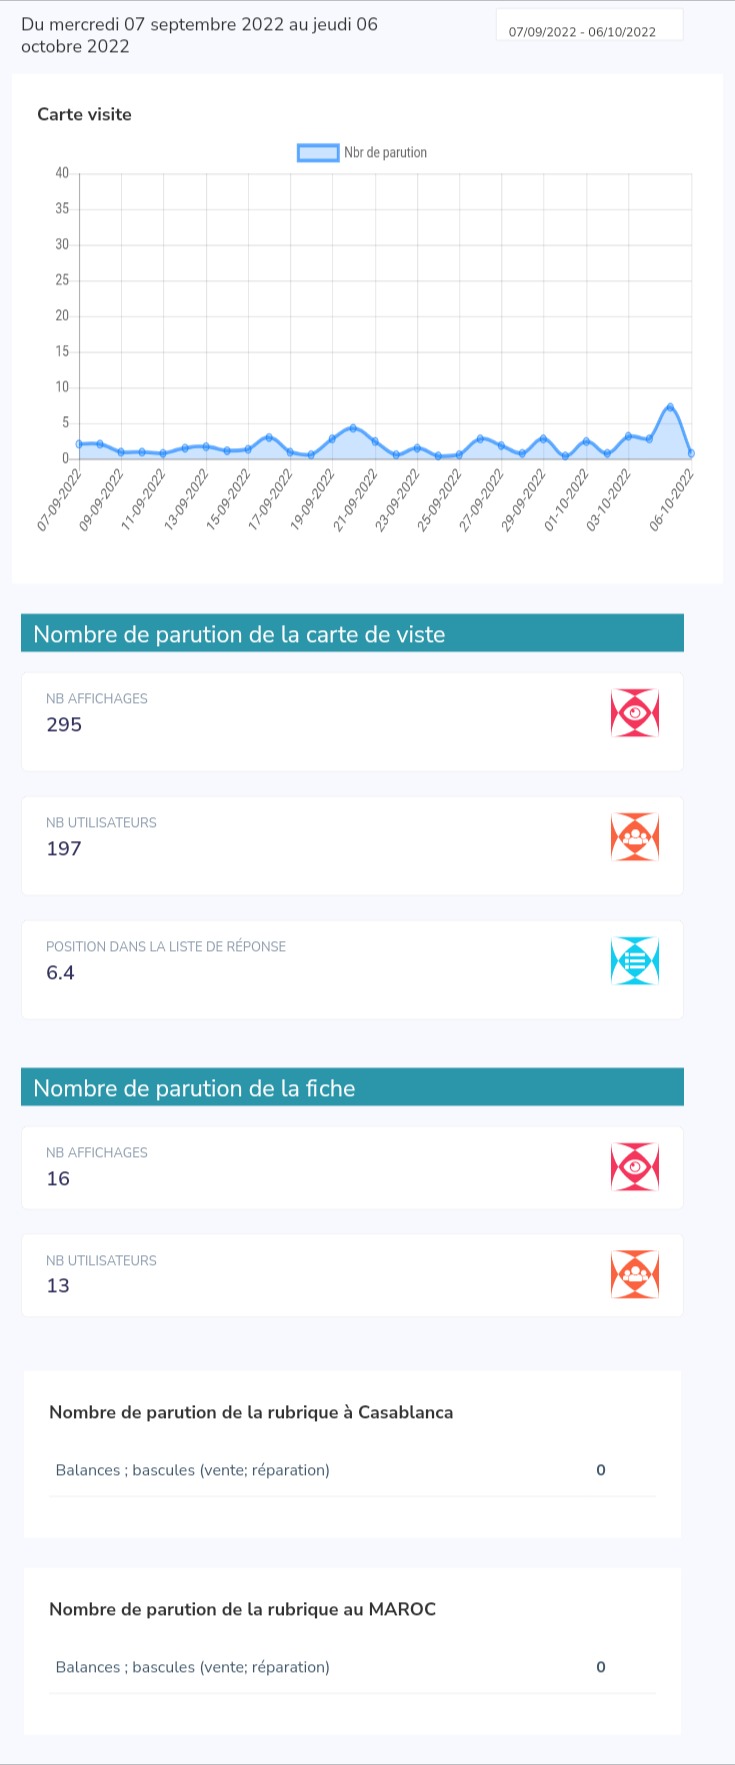 Du mercredi 07 septembre 2022 au jeudi 06
octobre 2022
07/09/2022 - 06/10/2022
Carte visite
Nbr de parution
40
35
30
25
20
15
10
5
0
07-09-2022
09-09-2022
11-09-2022
13-09-2022
15-09-2022
17-09-2022
19-09-2022
21-09-2022
23-09-2022
25-09-2022
27-09-2022
29-09-2022
01-10-2022
03-10-2022
06-10-2022
Nombre de parution de la carte de viste
NB AFFICHAGES
295
NB UTILISATEURS
197
POSITION DANS LA LISTE DE RÉPONSE
6.4
Nombre de parution de la fiche
NB AFFICHAGES
16
NB UTILISATEURS
13
Nombre de parution de la rubrique à Casablanca
Balances ; bascules (vente; réparation) 0
Nombre de parution de la rubrique au MAROC
Balances ; bascules (vente; réparation) 0